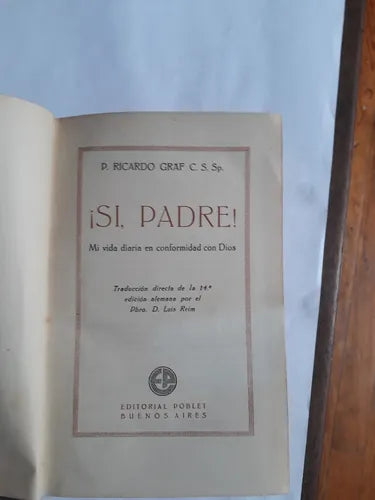 P. RICARDO GRAF C. S. Sp.
¡SI, PADRE!
Mi vida diaria en conformidad con Dios
Traducción directa de la 14.ª
edición alemana por el
Pbro. D. Luis Reim
EP
EDITORIAL POBLET
BUENOS AIRES